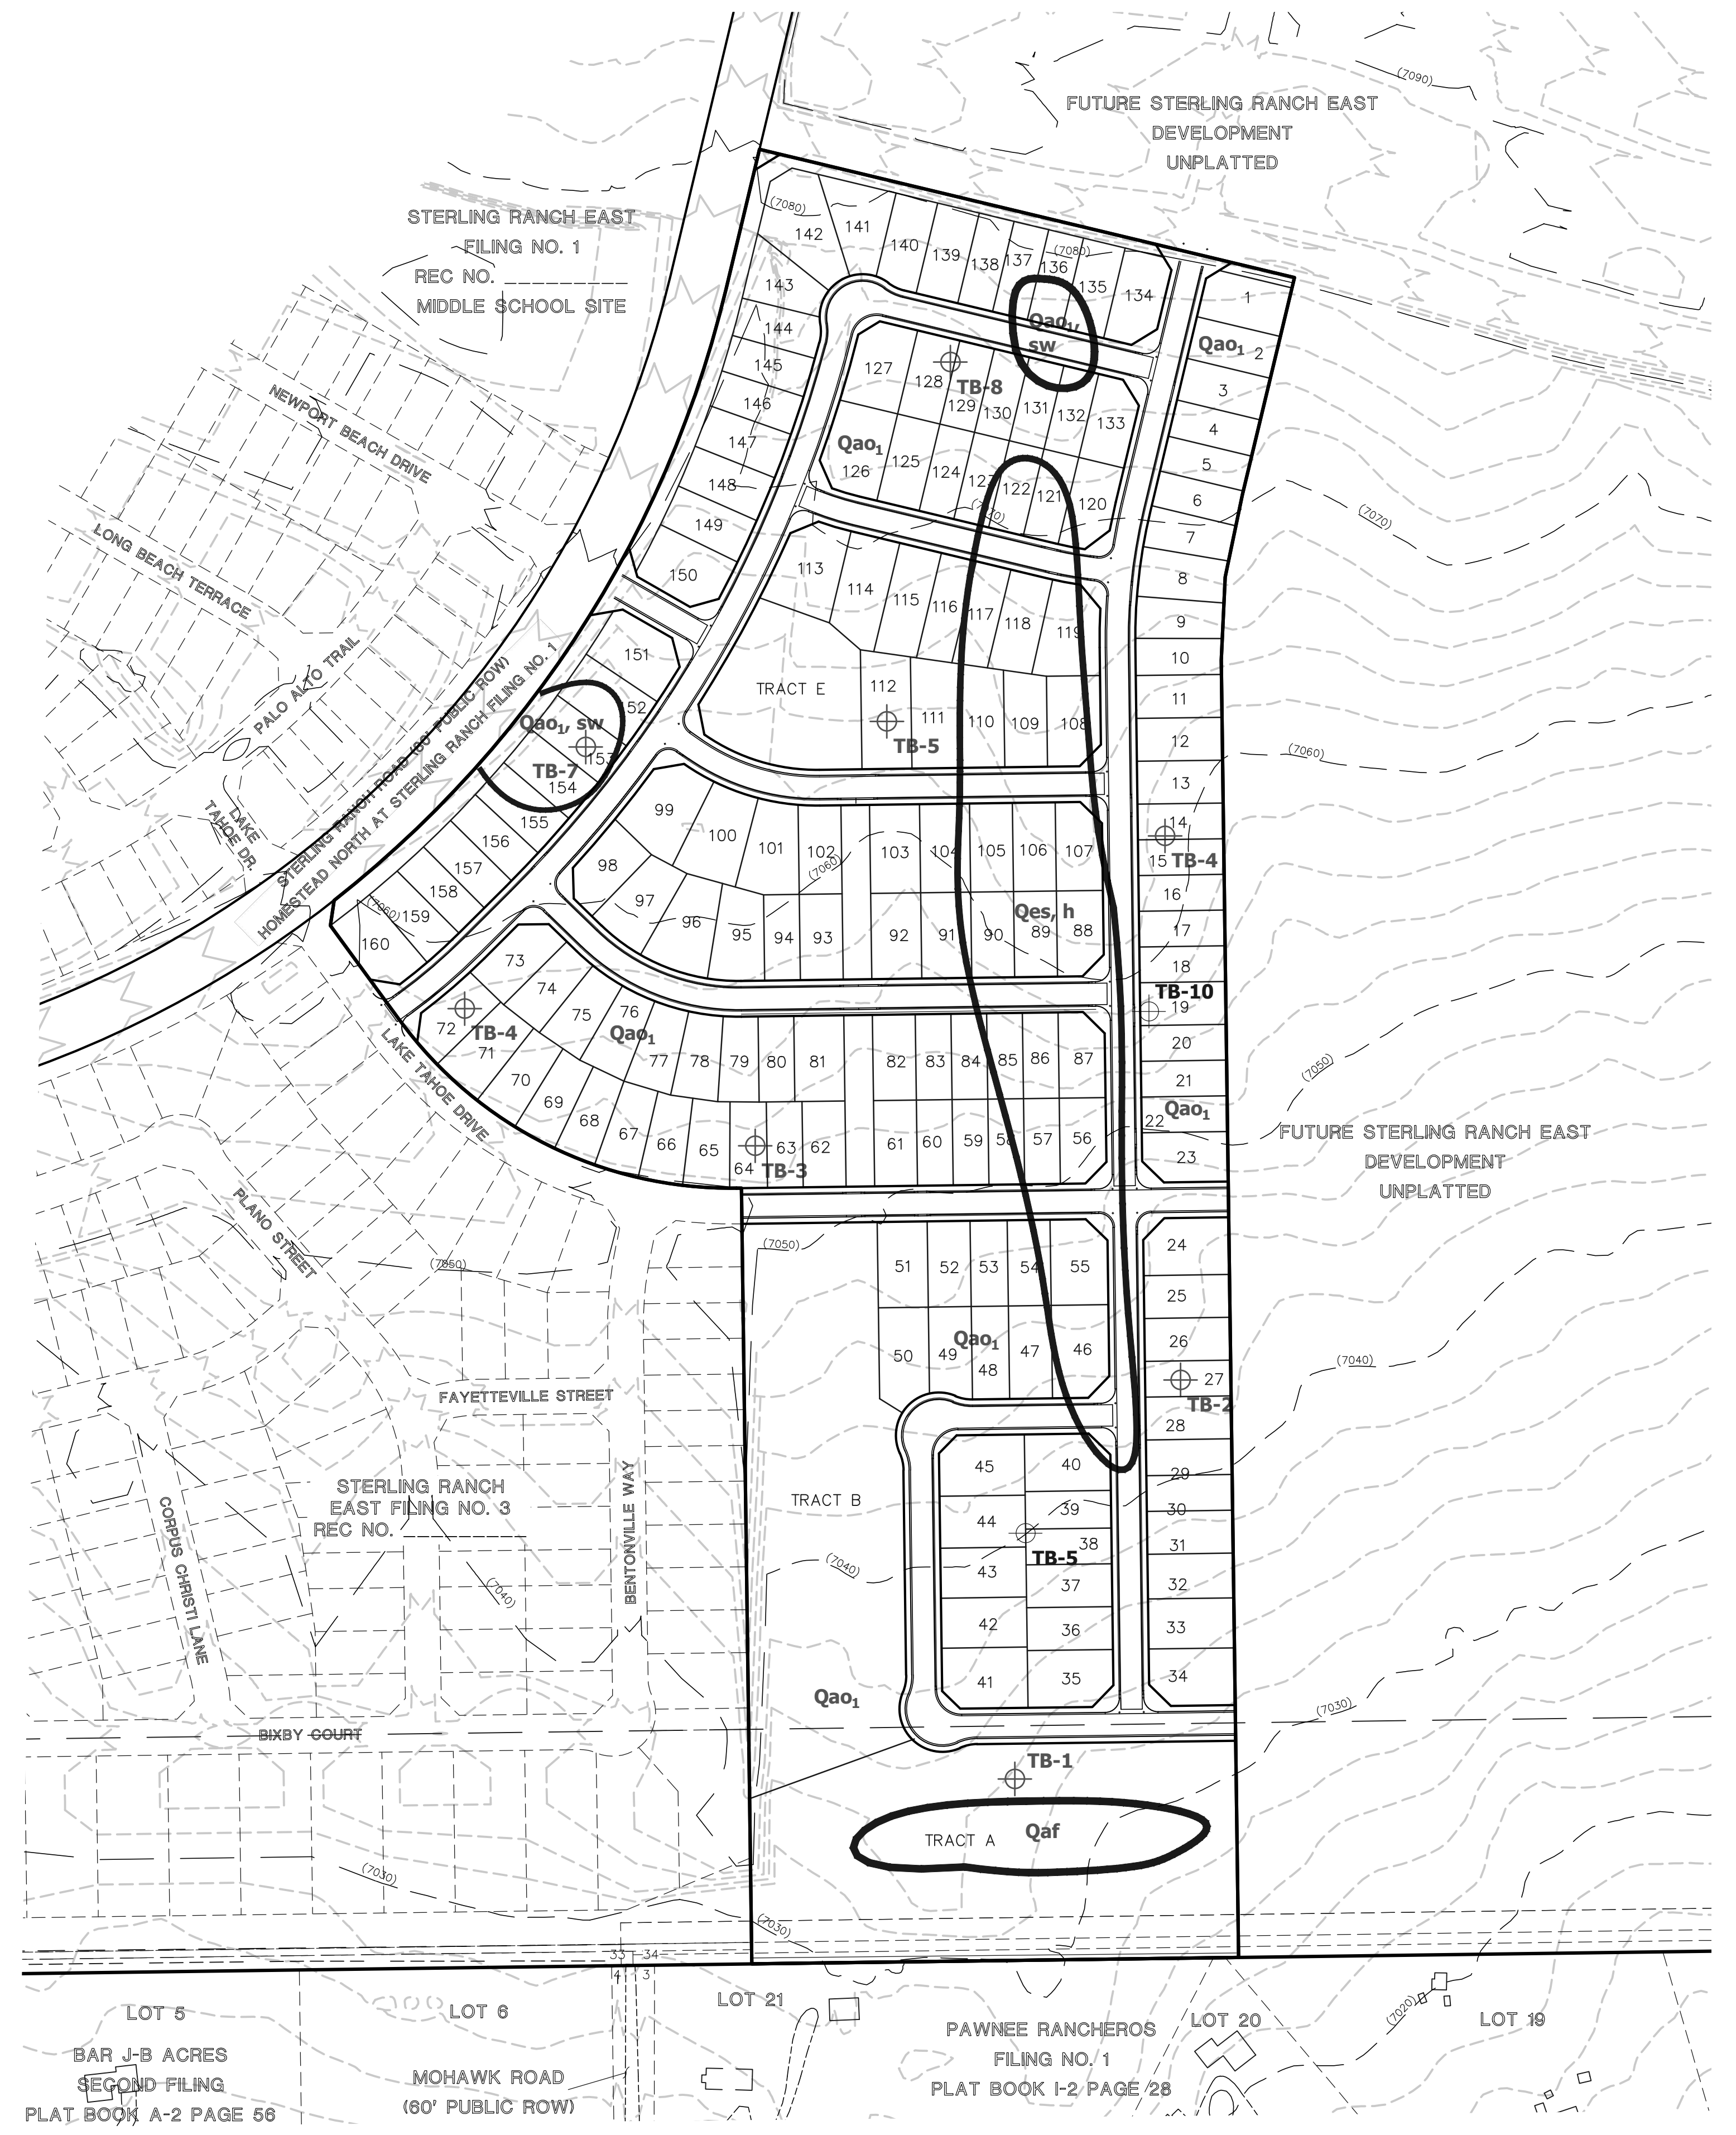 (7090)
FUTURE STERLING RANCH EAST
DEVELOPMENT
UNPLATTED
STERLING RANCH EAST
FILING NO. 1
REC NO. __________
MIDDLE SCHOOL SITE
(7080)
142
141
140
139
138
137
136
(7080)
135
134
1
143
144
145
146
147
148
149
150
Qao1, sw
Qao1
2
3
4
5
6
7
8
9
10
11
12
13
14
15
TB-4
16
17
18
TB-10
19
20
21
Qao1
22
23
127
128
TB-8
129
130
131
132
133
Qao1
126
125
124
123
122
121
120
(7070)
(7070)
NEWPORT BEACH DRIVE
LONG BEACH TERRACE
PALO ALTO TRAIL
LAKE
TAHOE DR.
STERLING RANCH ROAD (80' PUBLIC ROW)
HOMESTEAD NORTH AT STERLING RANCH FILING NO. 1
113
114
115
116
117
118
119
TRACT E
112
111
110
109
108
TB-5
151
152
Qao1, sw
153
TB-7
154
155
156
157
158
159
160
(7060)
(7060)
99
100
101
102
103
104
105
106
107
(7060)
98
97
96
95
94
93
92
91
90
89
88
Qes, h
73
74
75
76
77
78
79
80
81
82
83
84
85
86
87
Qao1
72
TB-4
71
70
69
68
67
66
65
64
63
62
61
60
59
58
57
56
TB-3
LAKE TAHOE DRIVE
(7050)
FUTURE STERLING RANCH EAST
DEVELOPMENT
UNPLATTED
PLANO STREET
(7050)
(7050)
51
52
53
54
55
24
25
26
27
TB-2
28
29
30
31
32
33
34
50
49
48
47
46
Qao1
(7040)
FAYETTEVILLE STREET
STERLING RANCH
EAST FILING NO. 3
REC NO. __________
BENTONVILLE WAY
CORPUS CHRISTI LANE
(7040)
TRACT B
(7040)
45
40
44
39
38
TB-5
43
37
42
36
41
35
Qao1
BIXBY COURT
(7030)
TB-1
TRACT A
Qaf
(7030)
(7030)
33
34
4
3
LOT 5
LOT 6
LOT 21
LOT 20
LOT 19
(7020)
BAR J-B ACRES
SECOND FILING
PLAT BOOK A-2 PAGE 56
MOHAWK ROAD
(60' PUBLIC ROW)
PAWNEE RANCHEROS
FILING NO. 1
PLAT BOOK I-2 PAGE 28